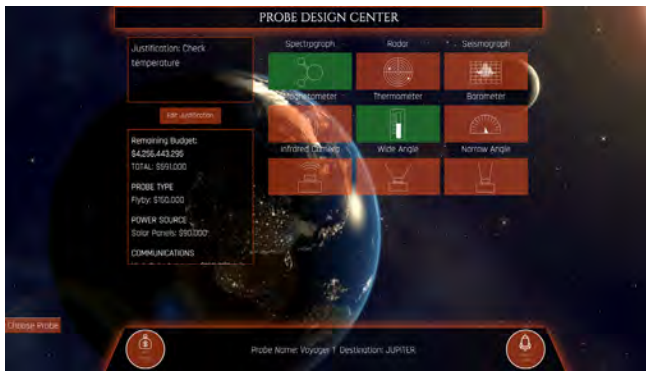 PROBE DESIGN CENTER
Justification: Check
temperature
Edit Justification
Remaining Budget:
$4,256,443,296
TOTAL: $591,000
PROBE TYPE
Flyby: $150,000
POWER SOURCE
Solar Panels: $90,000
COMMUNICATIONS
Spectrograph
Radar
Seismograph
Magnetometer
Thermometer
Barometer
Infrared Camera
Wide Angle
Narrow Angle
Choose Probe
Probe Name: Voyager 1 Destination: JUPITER